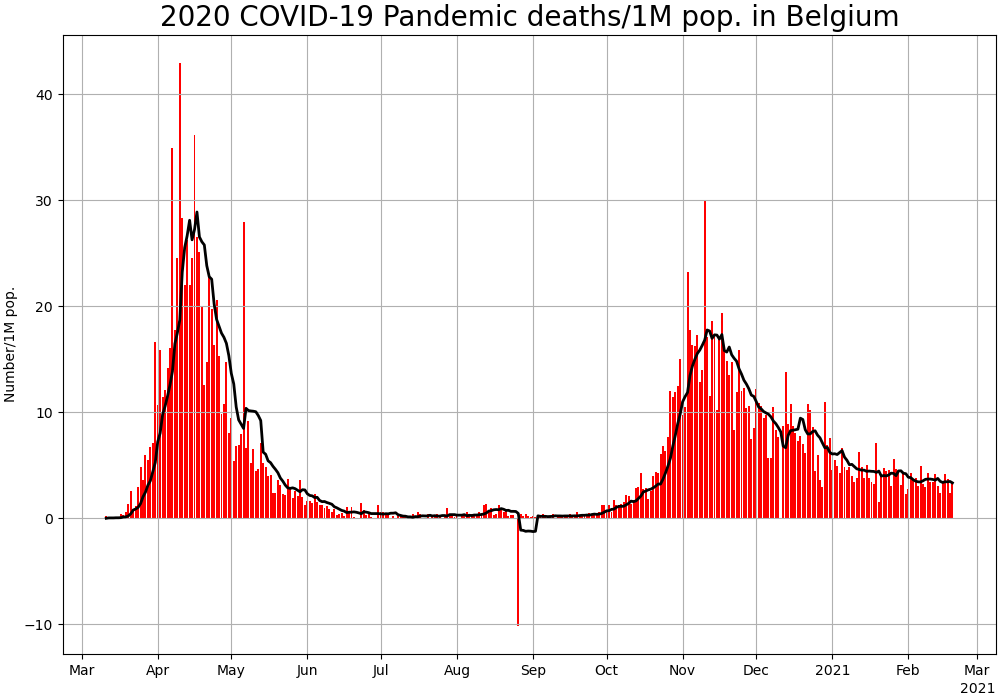 2020 COVID-19 Pandemic deaths/1M pop. in Belgium
Number/1M pop.
40
30
20
10
0
−10
Mar Apr May Jun Jul Aug Sep Oct Nov Dec 2021 Feb Mar
2021